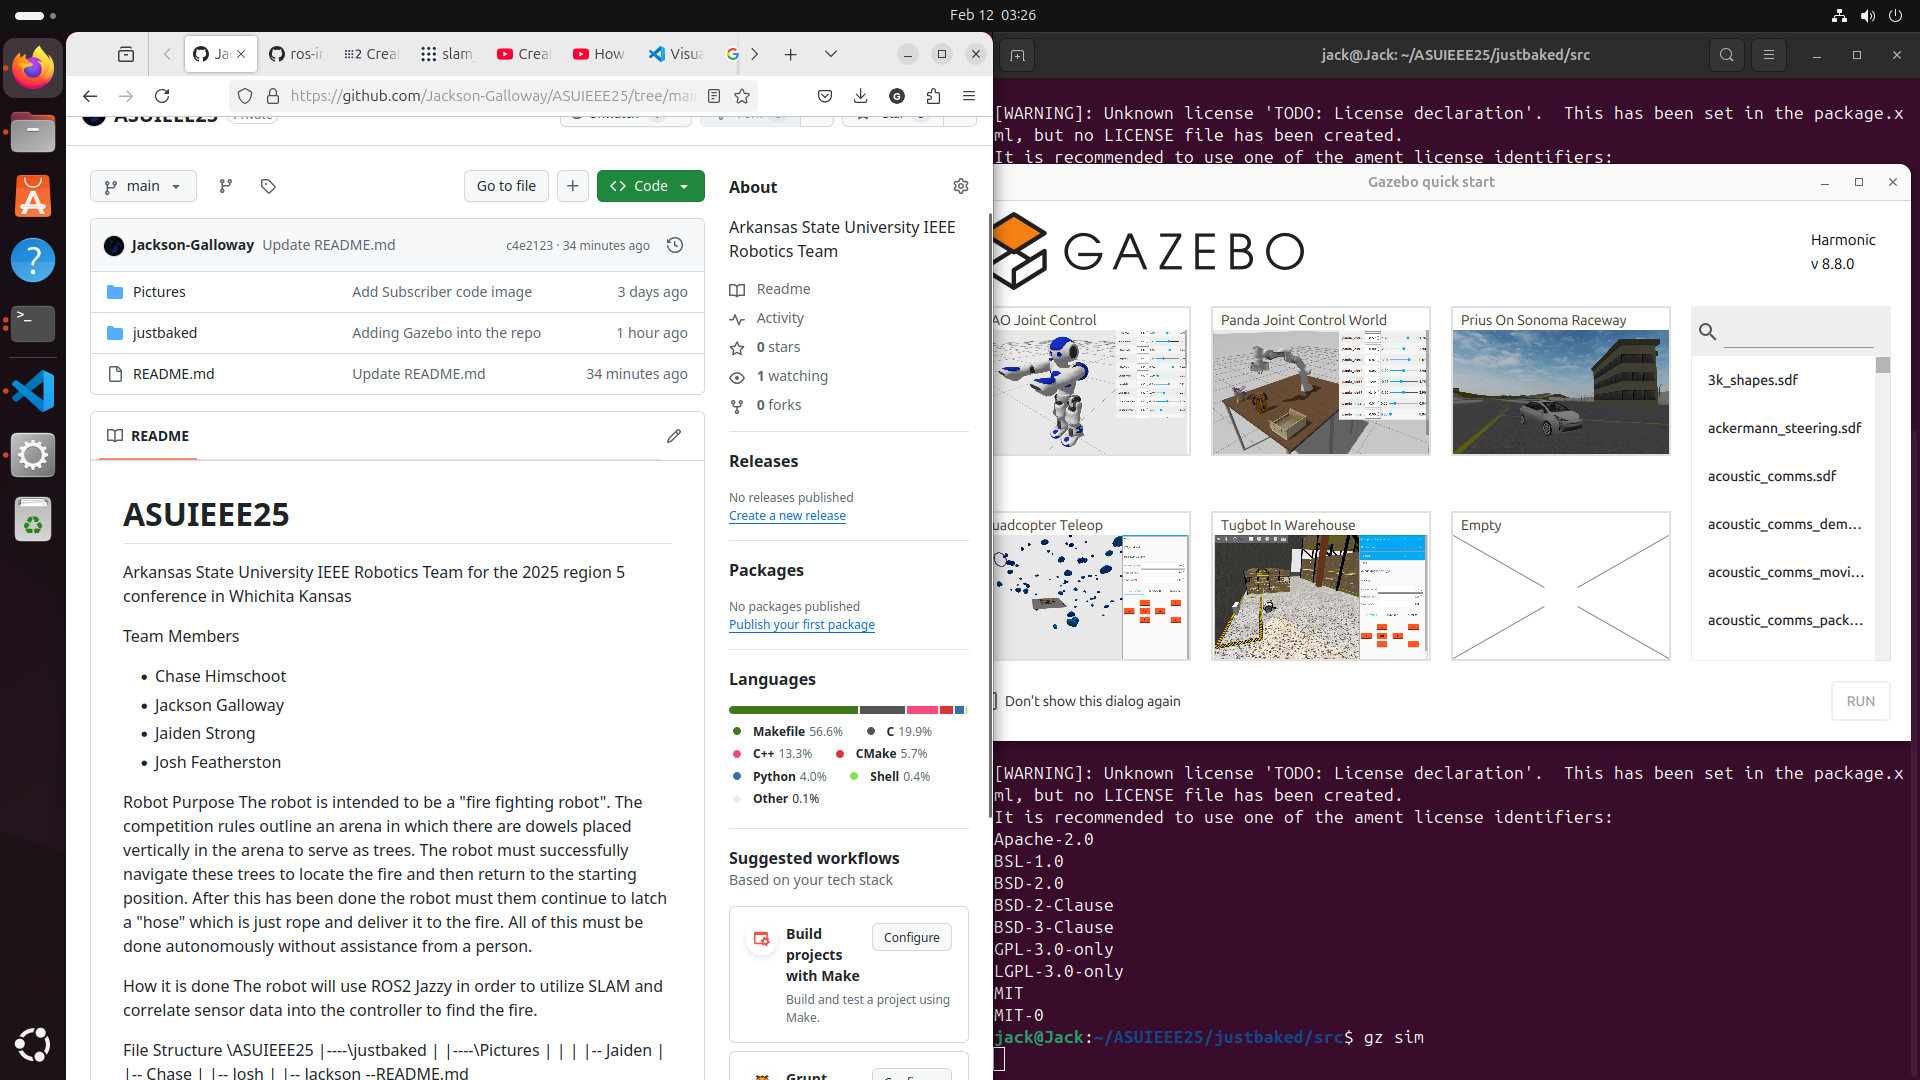 Feb 12 03:26
Jac
ros-ir
Creat
slam
Creat
How
Visua
https://github.com/Jackson-Galloway/ASUIEEE25/tree/main
ASUIEEE25 Private
main
Go to file
Code
Jackson-Galloway Update README.md c4e2123 · 34 minutes ago
Pictures Add Subscriber code image 3 days ago
justbaked Adding Gazebo into the repo 1 hour ago
README.md Update README.md 34 minutes ago
README
ASUIEEE25
Arkansas State University IEEE Robotics Team for the 2025 region 5
conference in Whichita Kansas
Team Members
• Chase Himschoot
• Jackson Galloway
• Jaiden Strong
• Josh Featherston
Robot Purpose The robot is intended to be a "fire fighting robot". The
competition rules outline an arena in which there are dowels placed
vertically in the arena to serve as trees. The robot must successfully
navigate these trees to locate the fire and then return to the starting
position. After this has been done the robot must them continue to latch
a "hose" which is just rope and deliver it to the fire. All of this must be
done autonomously without assistance from a person.
How it is done The robot will use ROS2 Jazzy in order to utilize SLAM and
correlate sensor data into the controller to find the fire.
File Structure \ASUIEEE25 |----\justbaked | |----\Pictures | | | |-- Jaiden |
|-- Chase | |-- Josh | |-- Jackson --README.md
About
Arkansas State University IEEE
Robotics Team
Readme
Activity
0 stars
1 watching
0 forks
Releases
No releases published
Create a new release
Packages
No packages published
Publish your first package
Languages
Makefile 56.6% C 19.9%
C++ 13.3% CMake 5.7%
Python 4.0% Shell 0.4%
Other 0.1%
Suggested workflows
Based on your tech stack
Build
projects
with Make
Configure
Build and test a project using
Make.
Grunt
jack@Jack: ~/ASUIEEE25/justbaked/src
[WARNING]: Unknown license 'TODO: License declaration'.  This has been set in the package.x
ml, but no LICENSE file has been created.
It is recommended to use one of the ament license identifiers:
Gazebo quick start
GAZEBO
Harmonic
v 8.8.0
AO Joint Control
Panda Joint Control World
Prius On Sonoma Raceway
uadcopter Teleop
Tugbot In Warehouse
Empty
3k_shapes.sdf
ackermann_steering.sdf
acoustic_comms.sdf
acoustic_comms_dem...
acoustic_comms_movi...
acoustic_comms_pack...
Don't show this dialog again
RUN
[WARNING]: Unknown license 'TODO: License declaration'.  This has been set in the package.x
ml, but no LICENSE file has been created.
It is recommended to use one of the ament license identifiers:
Apache-2.0
BSL-1.0
BSD-2.0
BSD-2-Clause
BSD-3-Clause
GPL-3.0-only
LGPL-3.0-only
MIT
MIT-0
jack@Jack:~/ASUIEEE25/justbaked/src$ gz sim